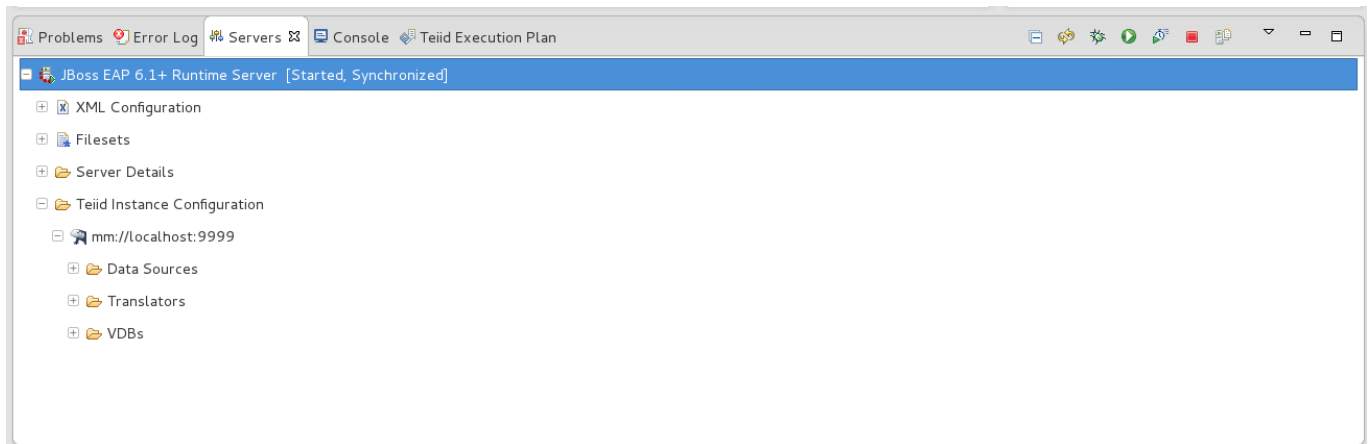 Problems Error Log Servers Console Teiid Execution Plan
JBoss EAP 6.1+ Runtime Server [Started, Synchronized]
XML Configuration
Filesets
Server Details
Teiid Instance Configuration
mm://localhost:9999
Data Sources
Translators
VDBs